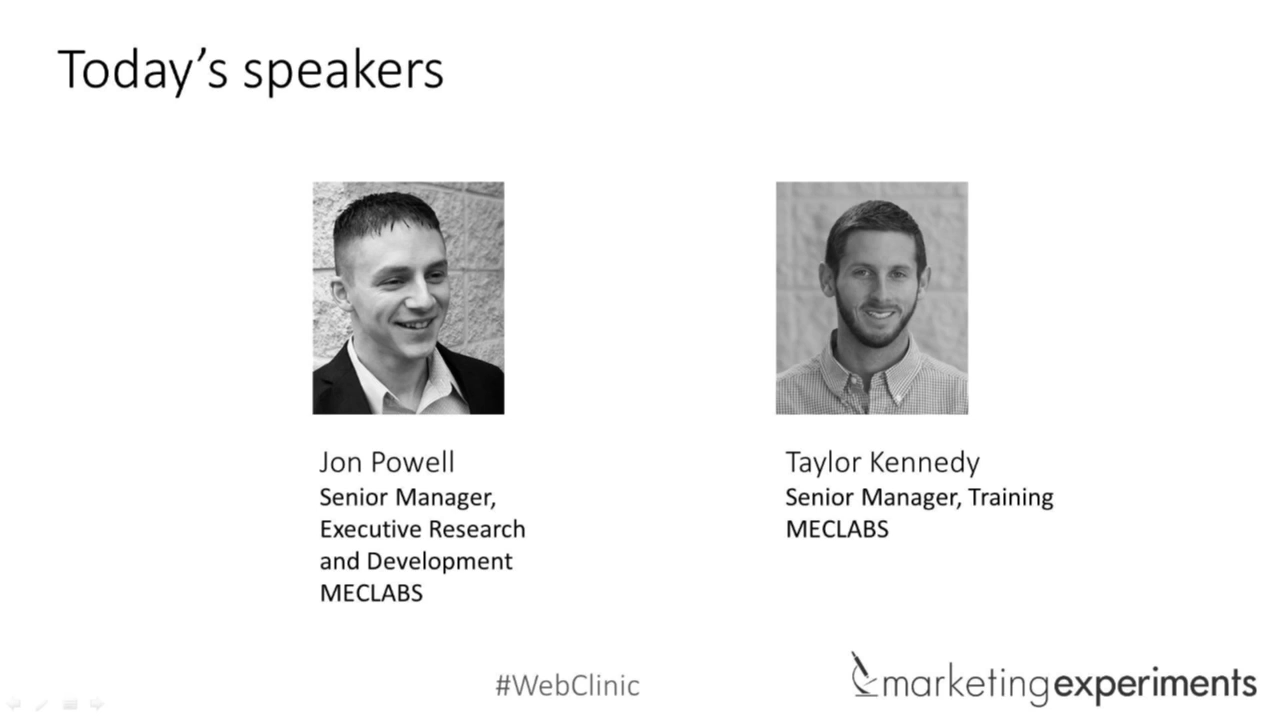 Today's speakers
Jon Powell
Senior Manager,
Executive Research
and Development
MECLABS
Taylor Kennedy
Senior Manager, Training
MECLABS
#WebClinic
marketingexperiments